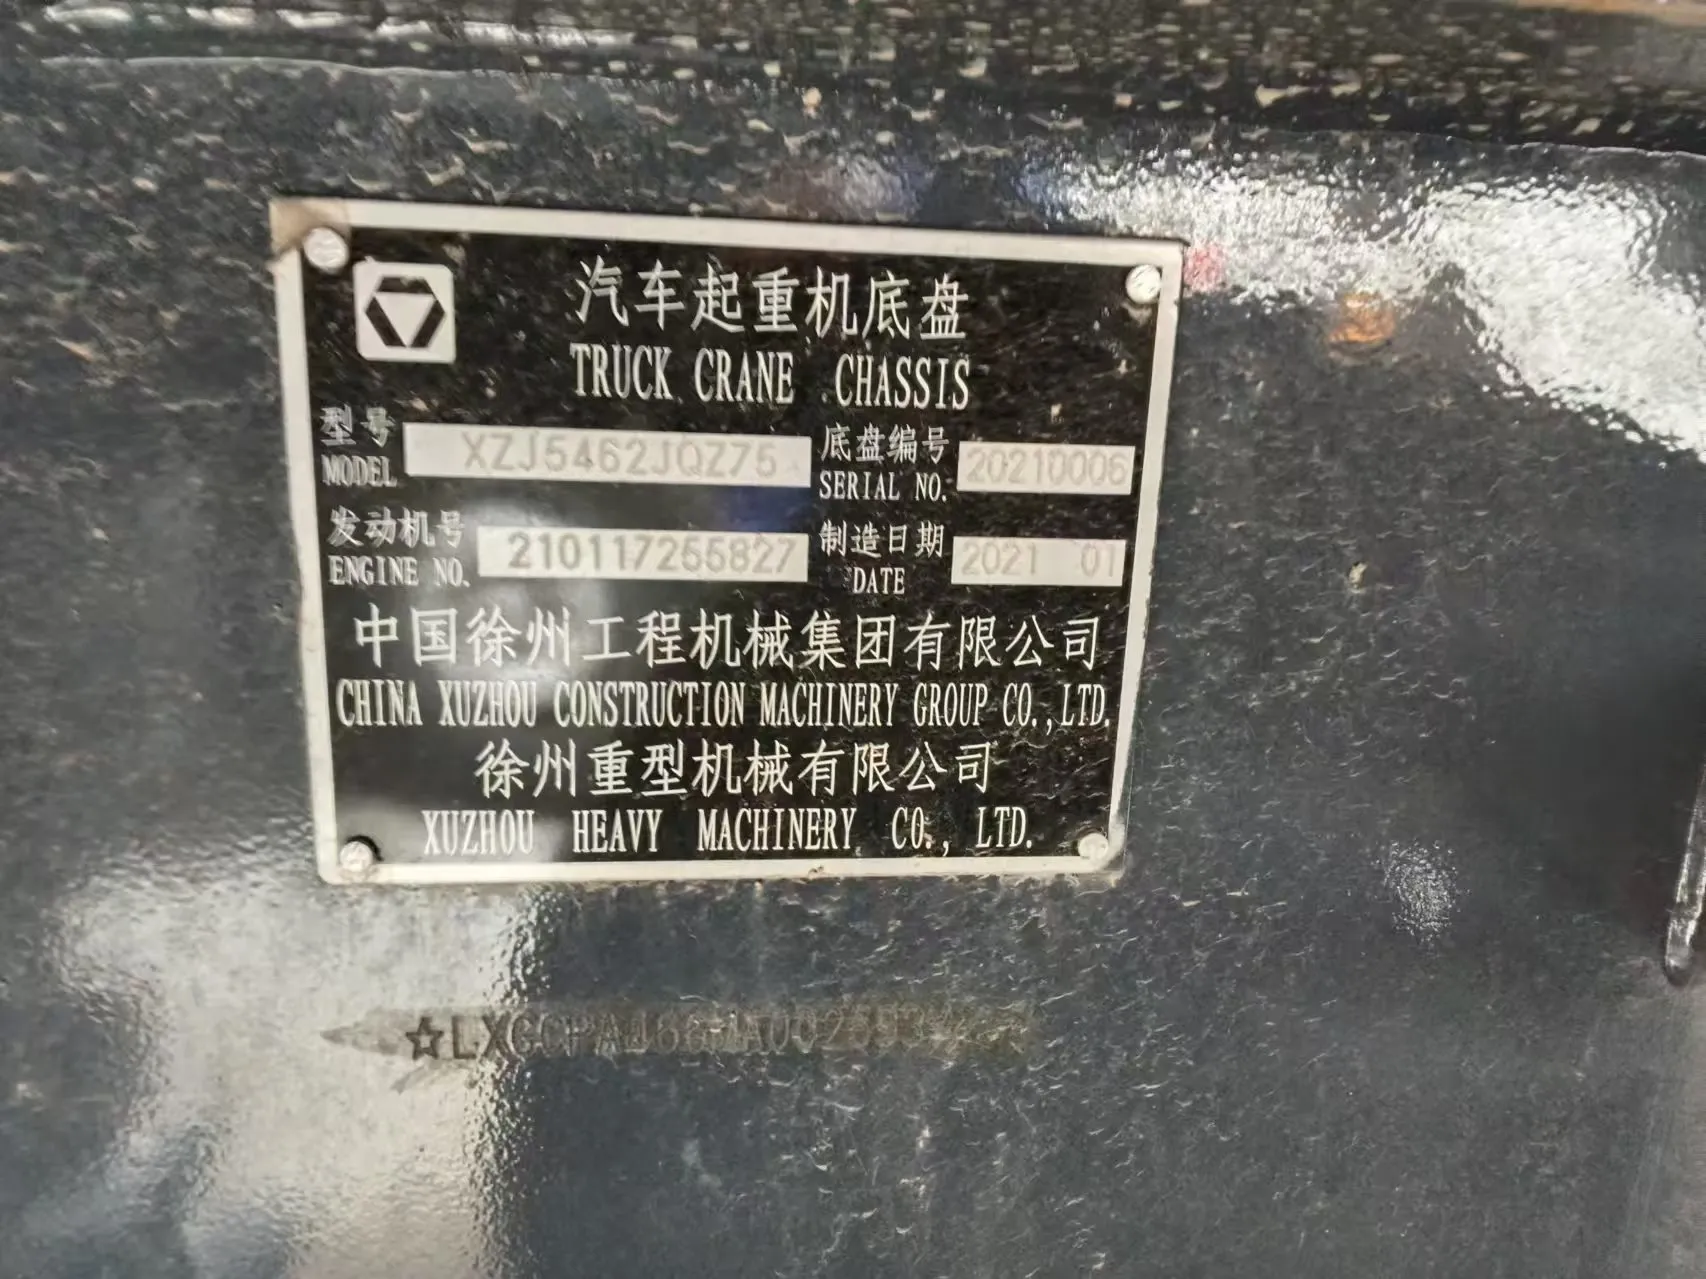 汽车起重机底盘
TRUCK CRANE CHASSIS
型号 MODEL XZJ5462JQZ75 底盘编号 SERIAL NO. 20210006
发动机号 ENGINE NO. 210117255827 制造日期 DATE 2021 01
中国徐州工程机械集团有限公司
CHINA XUZHOU CONSTRUCTION MACHINERY GROUP CO.,LTD.
徐州重型机械有限公司
XUZHOU HEAVY MACHINERY CO., LTD.